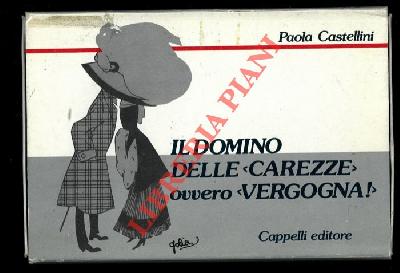 Paola Castellini
IL DOMINO
DELLE ‹CAREZZE›
ovvero ‹VERGOGNA!›
Cappelli editore
LIBRERIA PIANI